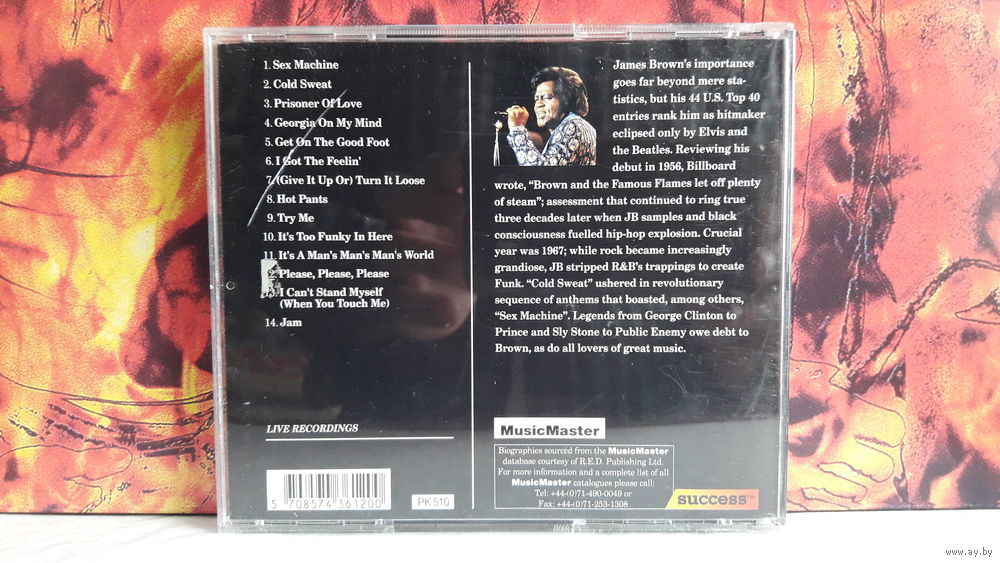 1. Sex Machine
2. Cold Sweat
3. Prisoner Of Love
4. Georgia On My Mind
5. Get On The Good Foot
6. I Got The Feelin'
7. (Give It Up Or) Turn It Loose
8. Hot Pants
9. Try Me
10. It's Too Funky In Here
11. It's A Man's Man's Man's World
2. Please, Please, Please
13. I Can't Stand Myself
(When You Touch Me)
14. Jam
LIVE RECORDINGS
5 708574 361200
PK 510
James Brown's importance
goes far beyond mere sta-
tistics, but his 44 U.S. Top 40
entries rank him as hitmaker
eclipsed only by Elvis and
the Beatles. Reviewing his
debut in 1956, Billboard
wrote, “Brown and the Famous Flames let off plenty
of steam”; assessment that continued to ring true
three decades later when JB samples and black
consciousness fuelled hip-hop explosion. Crucial
year was 1967; while rock became increasingly
grandiose, JB stripped R&B's trappings to create
Funk. “Cold Sweat” ushered in revolutionary
sequence of anthems that boasted, among others,
“Sex Machine”. Legends from George Clinton to
Prince and Sly Stone to Public Enemy owe debt to
Brown, as do all lovers of great music.
MusicMaster
Biographies sourced from the MusicMaster
database courtesy of R.E.D. Publishing Ltd.
For more information and a complete list of all
MusicMaster catalogues please call:
Tel: +44-(0)71-490-0049 or
Fax: +44-(0)71-253-1308
success™
www.ay.by